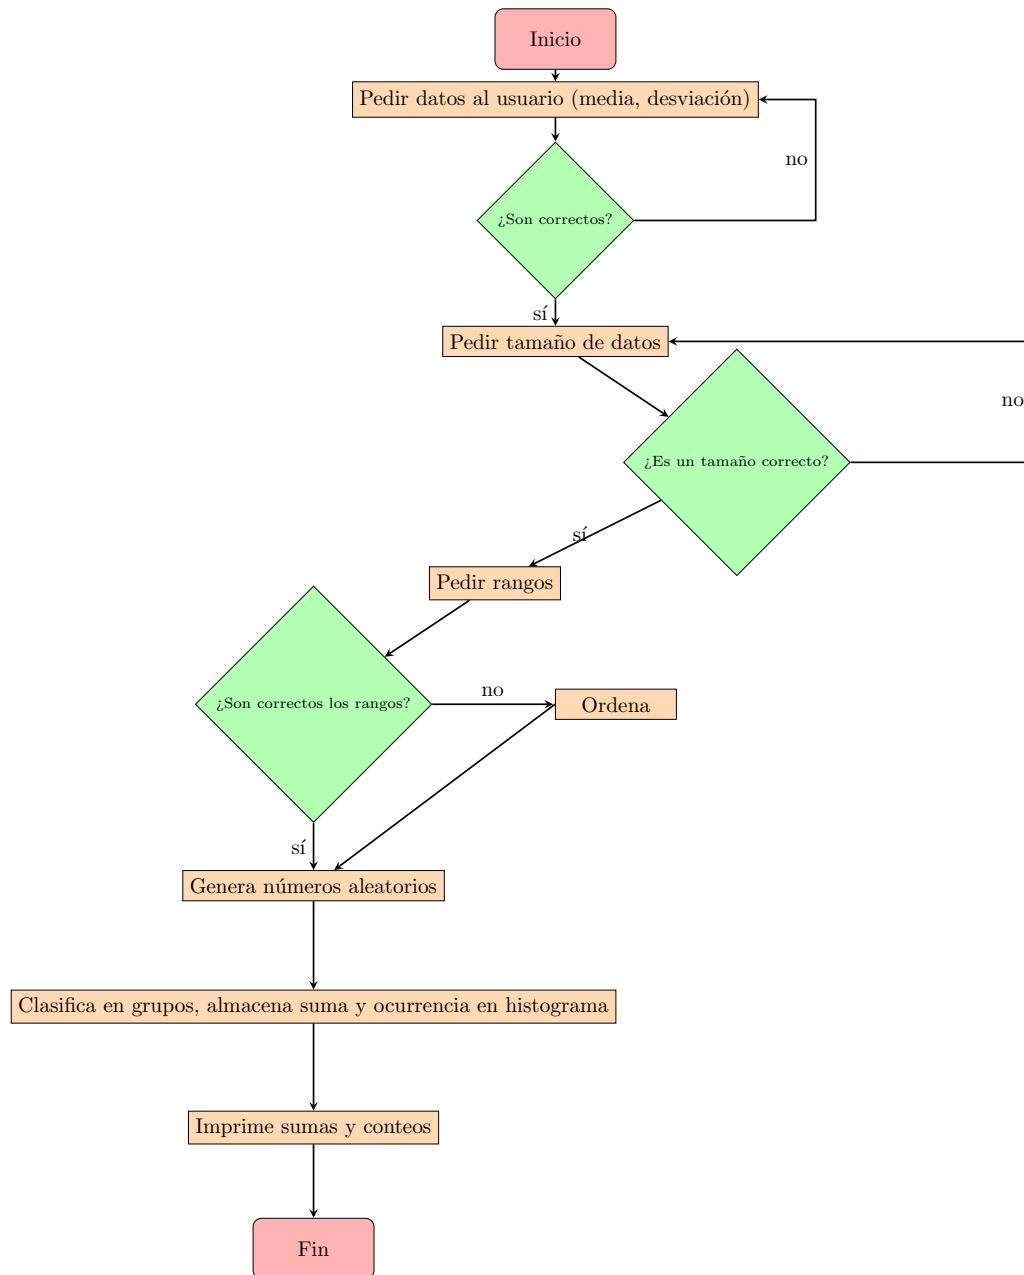 Inicio
Pedir datos al usuario (media, desviación)
no
¿Son correctos?
sí
Pedir tamaño de datos
no
¿Es un tamaño correcto?
sí
Pedir rangos
¿Son correctos los rangos?
no
Ordena
sí
Genera números aleatorios
Clasifica en grupos, almacena suma y ocurrencia en histograma
Imprime sumas y conteos
Fin